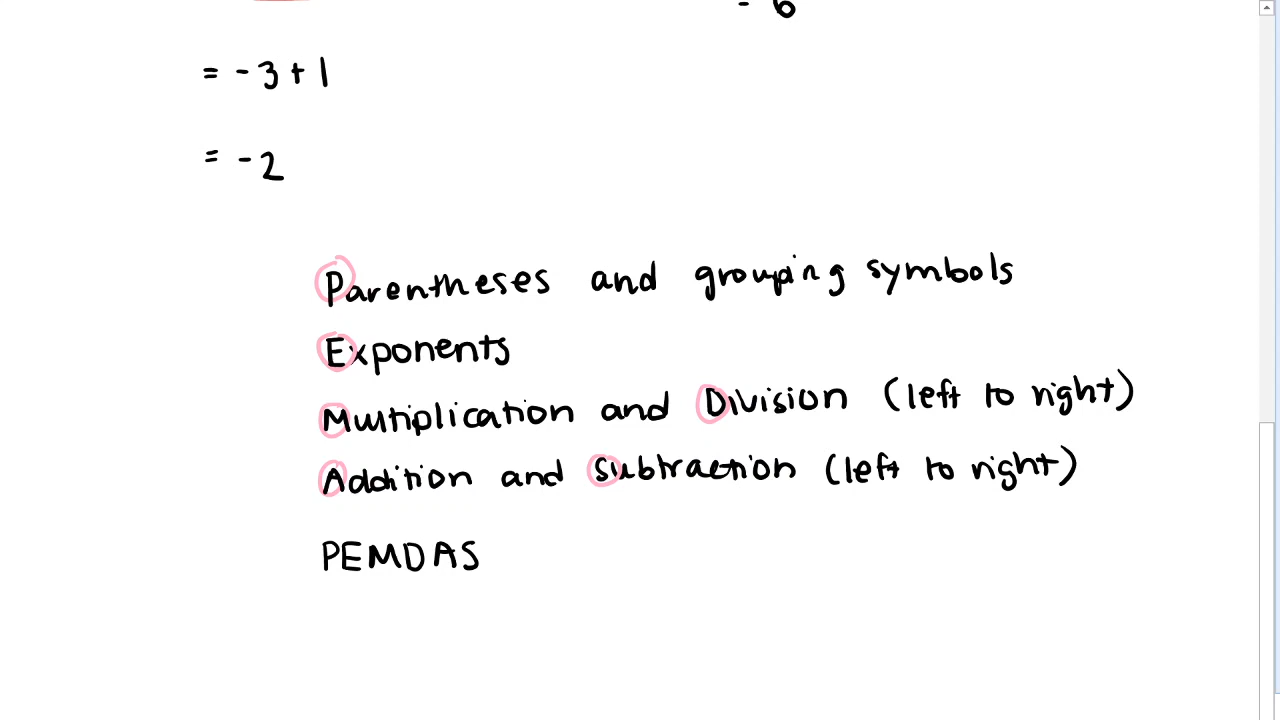 = -3 + 1
= -2
Parentheses and grouping symbols
Exponents
Multiplication and Division (left to right)
Addition and Subtraction (left to right)
PEMDAS